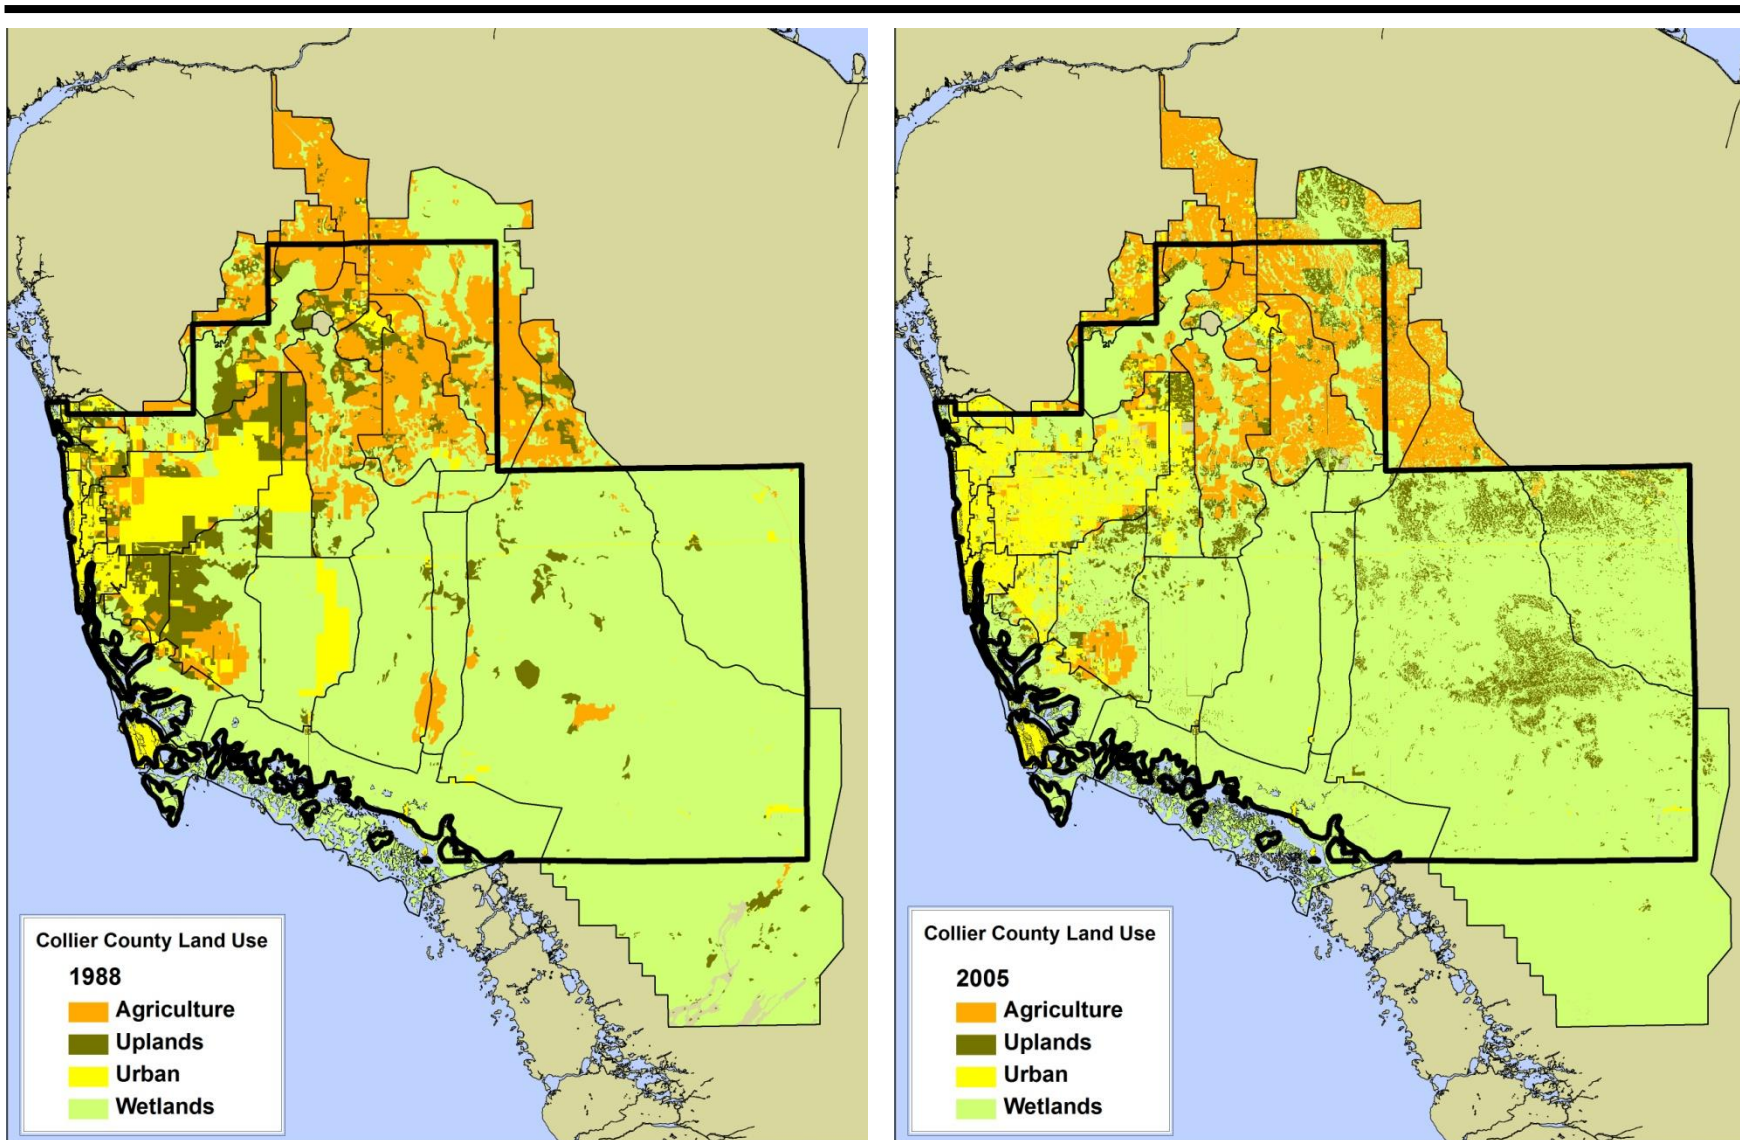 Collier County Land Use
1988
Agriculture
Uplands
Urban
Wetlands
Collier County Land Use
2005
Agriculture
Uplands
Urban
Wetlands